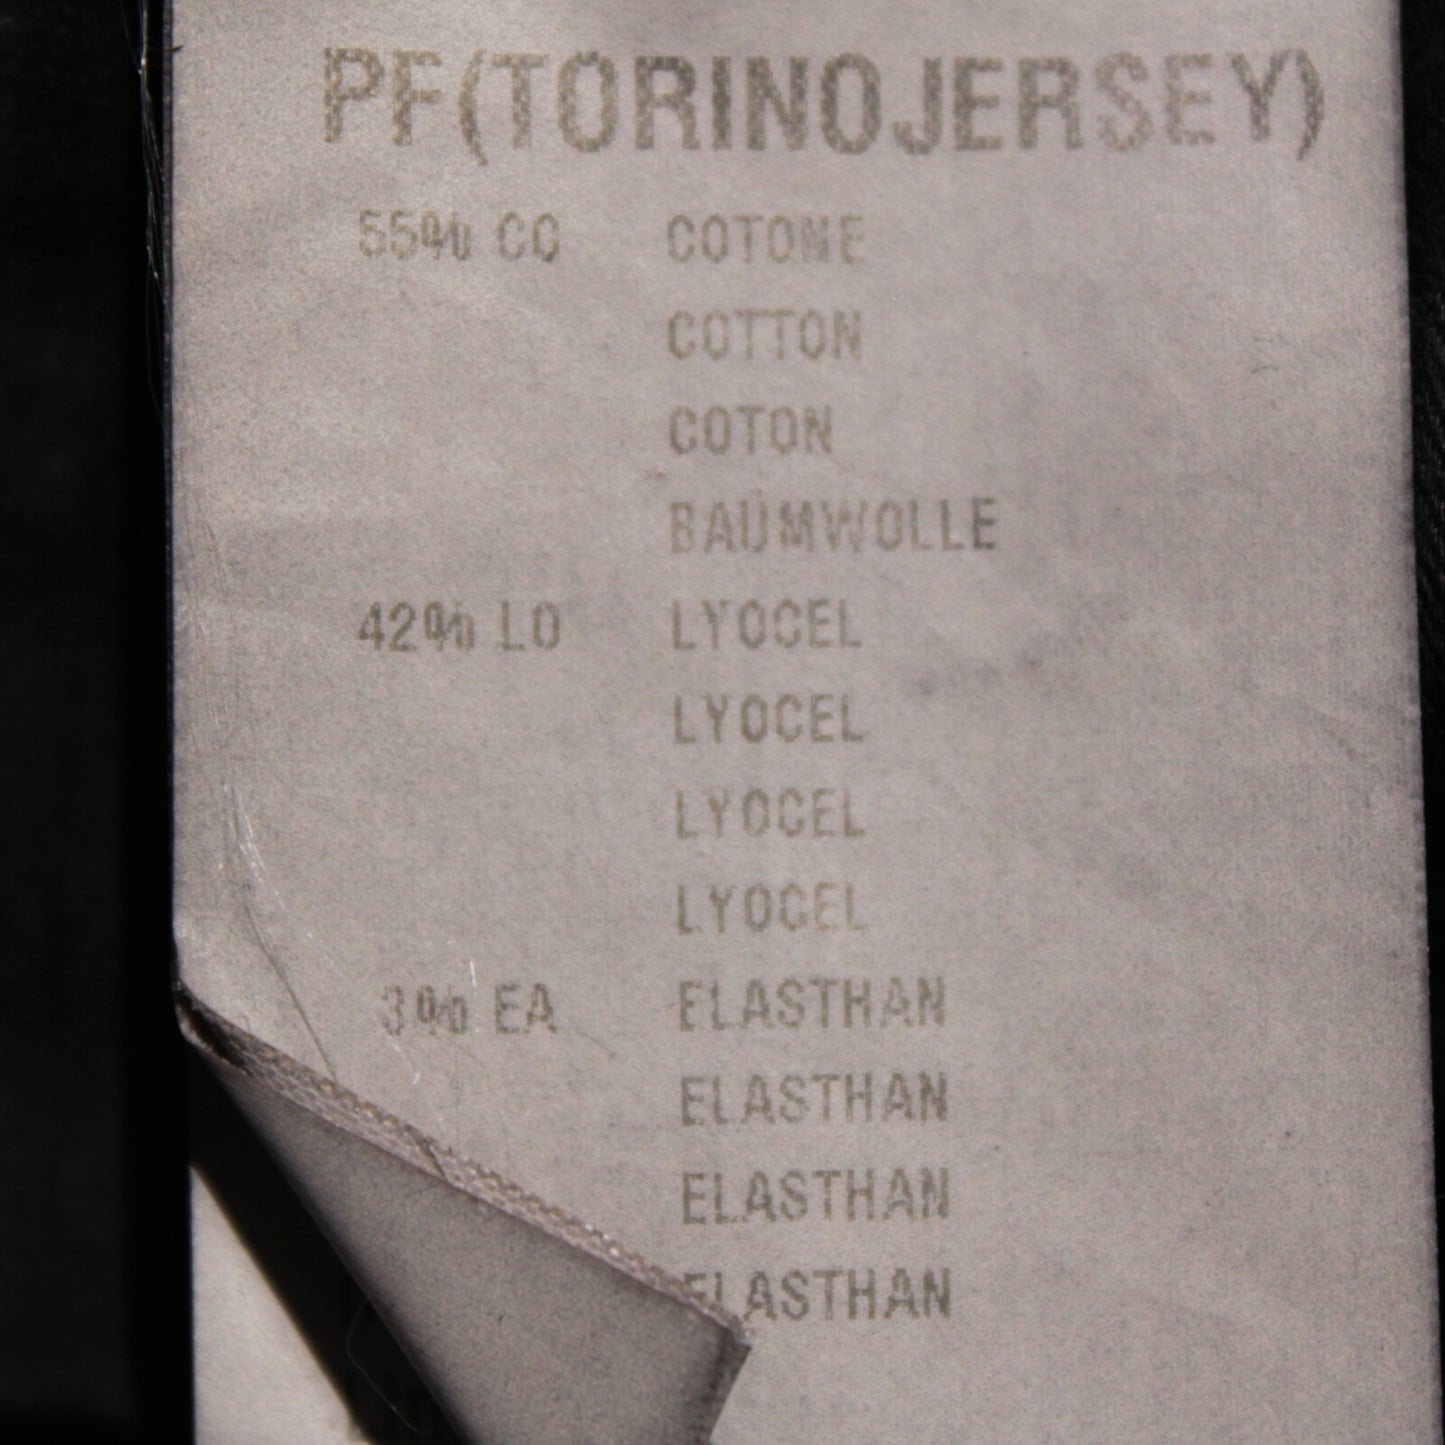 PF(TORINOJERSEY)
55% CO COTONE
COTTON
COTON
BAUMWOLLE
42% LO LYOCEL
LYOCEL
LYOCEL
LYOCEL
3% EA ELASTHAN
ELASTHAN
ELASTHAN
ELASTHAN